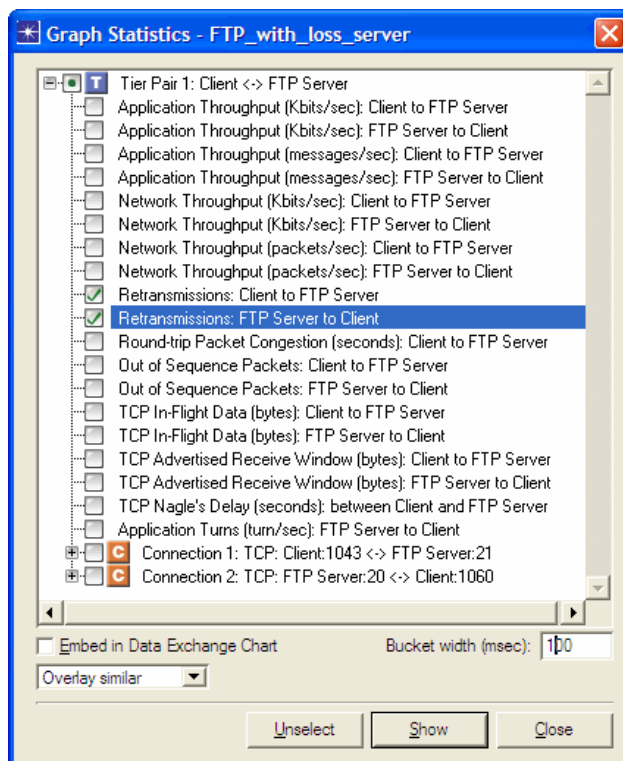 Graph Statistics - FTP_with_loss_server
T Tier Pair 1: Client <-> FTP Server
Application Throughput (Kbits/sec): Client to FTP Server
Application Throughput (Kbits/sec): FTP Server to Client
Application Throughput (messages/sec): Client to FTP Server
Application Throughput (messages/sec): FTP Server to Client
Network Throughput (Kbits/sec): Client to FTP Server
Network Throughput (Kbits/sec): FTP Server to Client
Network Throughput (packets/sec): Client to FTP Server
Network Throughput (packets/sec): FTP Server to Client
Retransmissions: Client to FTP Server
Retransmissions: FTP Server to Client
Round-trip Packet Congestion (seconds): Client to FTP Server
Out of Sequence Packets: Client to FTP Server
Out of Sequence Packets: FTP Server to Client
TCP In-Flight Data (bytes): Client to FTP Server
TCP In-Flight Data (bytes): FTP Server to Client
TCP Advertised Receive Window (bytes): Client to FTP Server
TCP Advertised Receive Window (bytes): FTP Server to Client
TCP Nagle's Delay (seconds): between Client and FTP Server
Application Turns (turn/sec): FTP Server to Client
C Connection 1: TCP: Client:1043 <-> FTP Server:21
C Connection 2: TCP: FTP Server:20 <-> Client:1060
Embed in Data Exchange Chart Bucket width (msec): 100
Overlay similar
Unselect Show Close